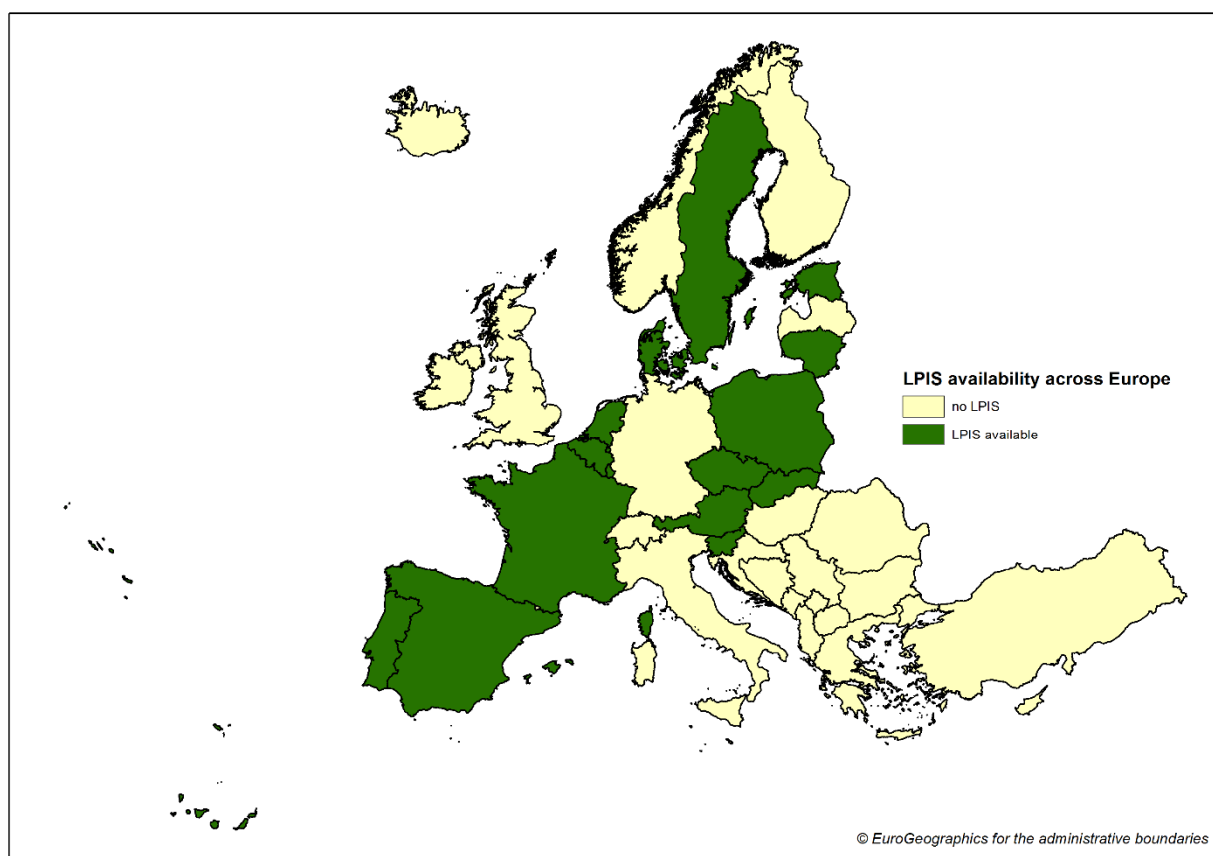 LPIS availability across Europe
no LPIS
LPIS available
© EuroGeographics for the administrative boundaries